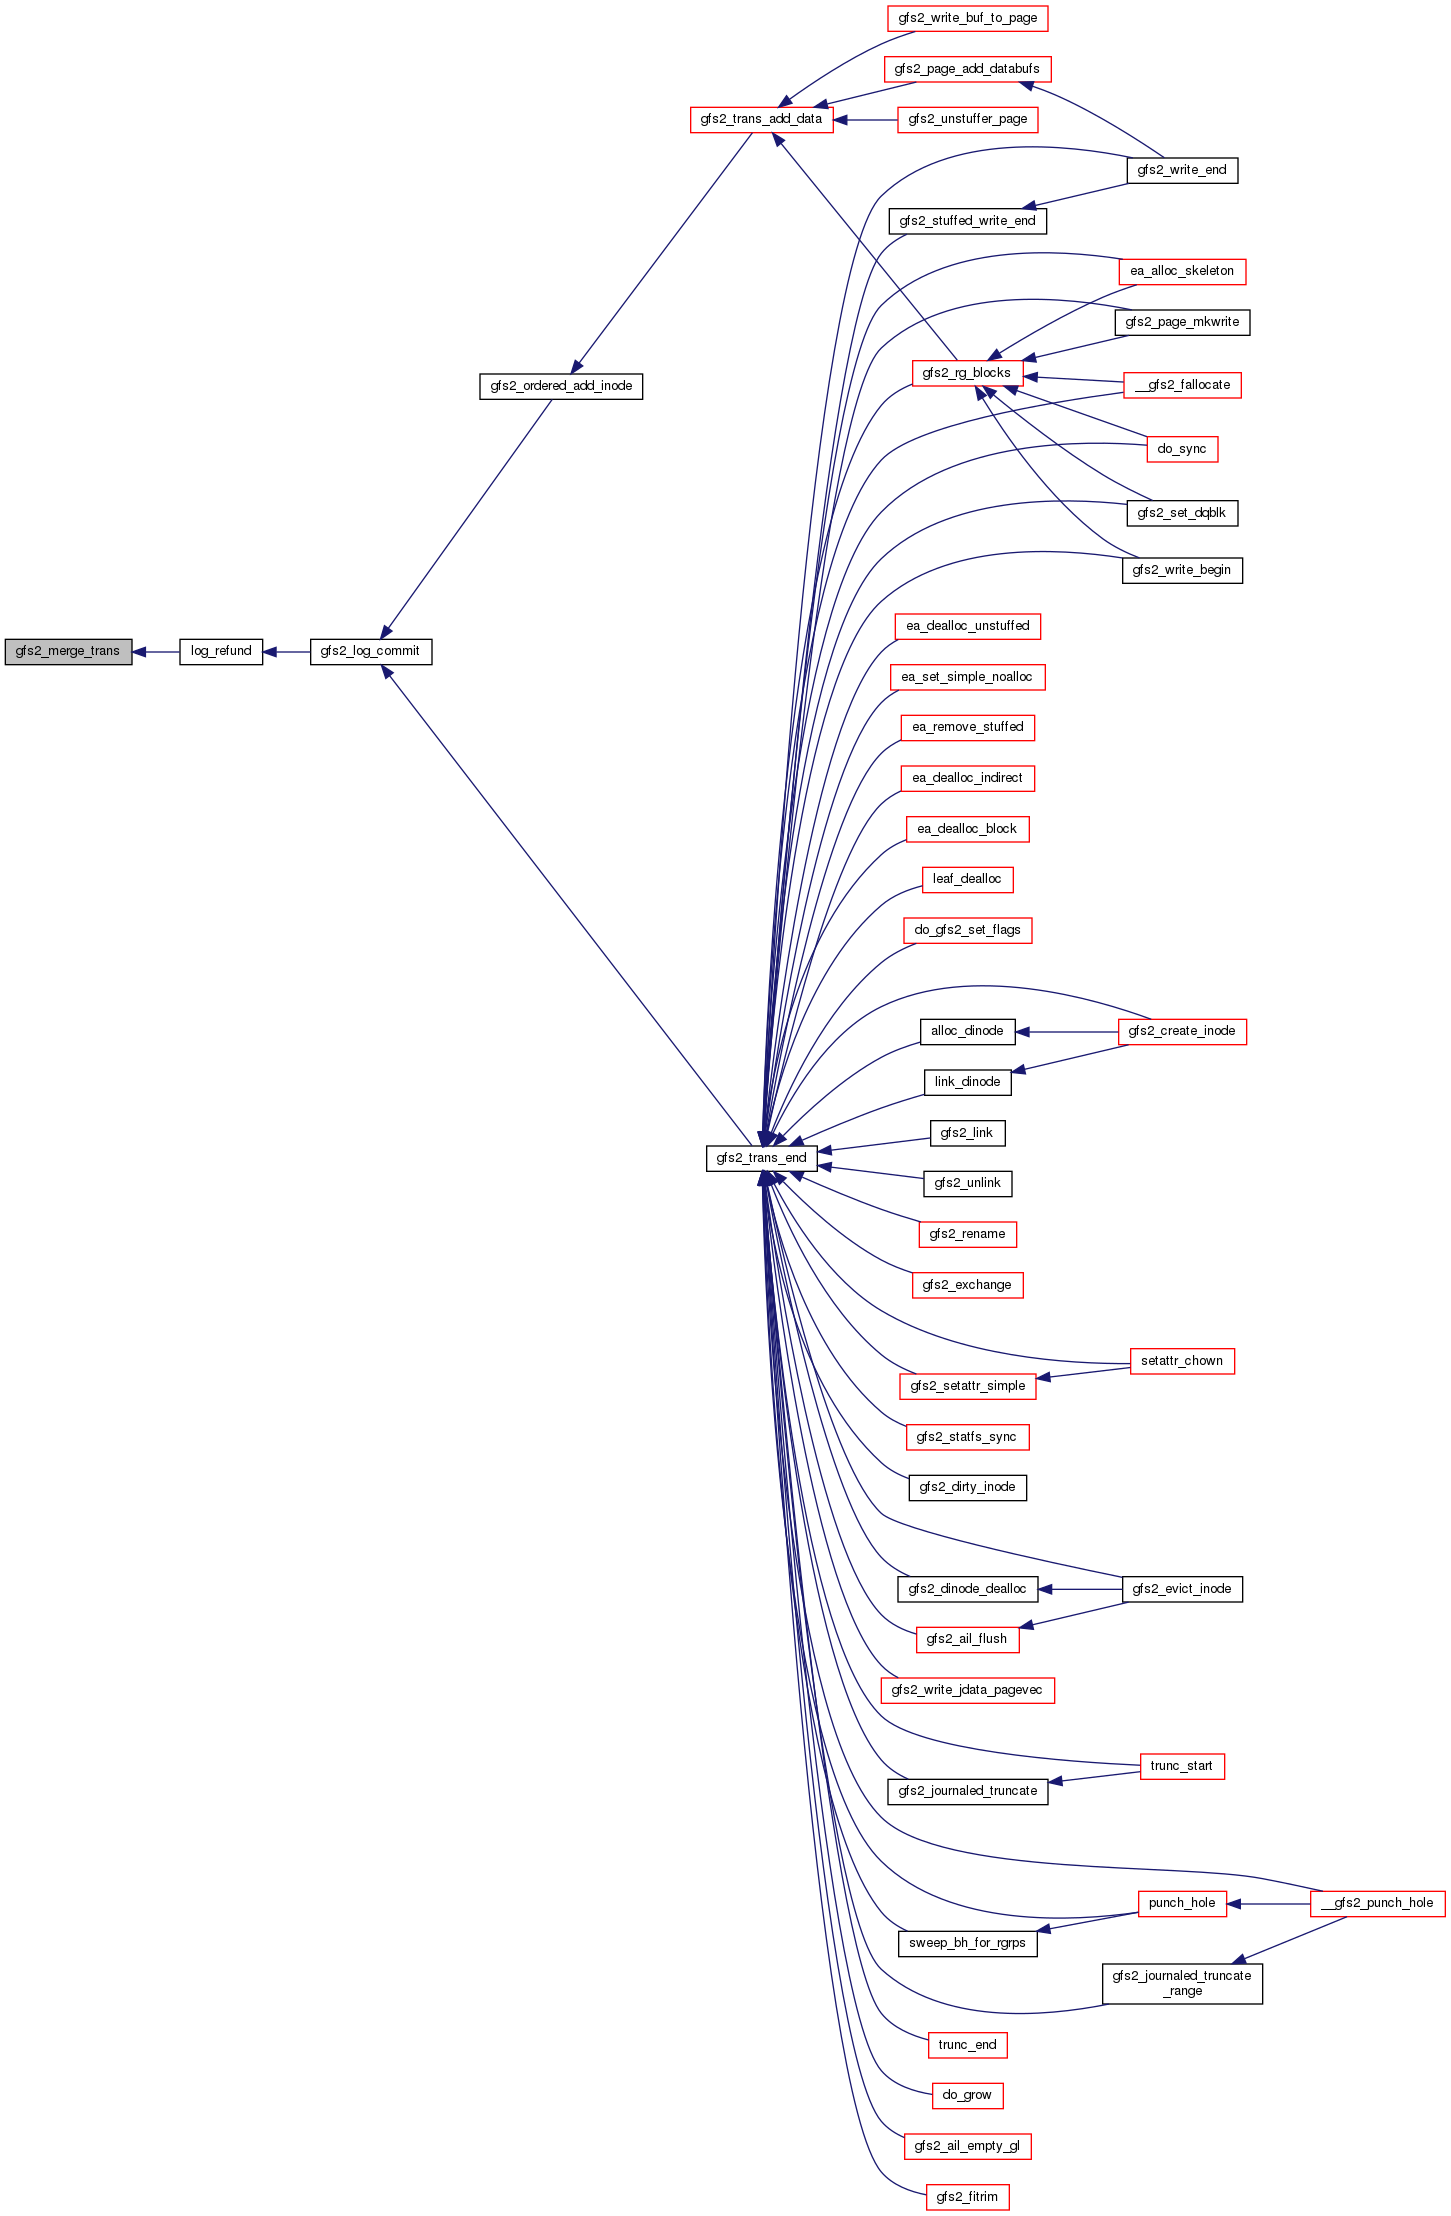 gfs2_write_buf_to_page
gfs2_page_add_databufs
gfs2_trans_add_data
gfs2_unstuffer_page
gfs2_write_end
gfs2_stuffed_write_end
ea_alloc_skeleton
gfs2_page_mkwrite
gfs2_rg_blocks
__gfs2_fallocate
gfs2_ordered_add_inode
do_sync
gfs2_set_dqblk
gfs2_write_begin
ea_dealloc_unstuffed
gfs2_merge_trans
log_refund
gfs2_log_commit
ea_set_simple_noalloc
ea_remove_stuffed
ea_dealloc_indirect
ea_dealloc_block
leaf_dealloc
do_gfs2_set_flags
alloc_dinode
gfs2_create_inode
link_dinode
gfs2_link
gfs2_trans_end
gfs2_unlink
gfs2_rename
gfs2_exchange
setattr_chown
gfs2_setattr_simple
gfs2_statfs_sync
gfs2_dirty_inode
gfs2_dinode_dealloc
gfs2_evict_inode
gfs2_ail_flush
gfs2_write_jdata_pagevec
trunc_start
gfs2_journaled_truncate
punch_hole
__gfs2_punch_hole
sweep_bh_for_rgrps
gfs2_journaled_truncate
_range
trunc_end
do_grow
gfs2_ail_empty_gl
gfs2_fitrim